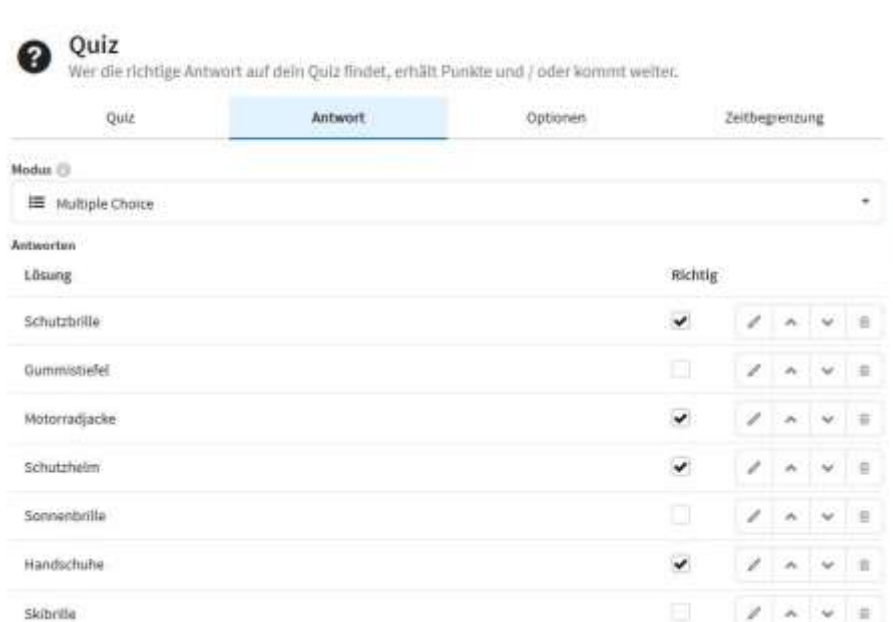 Quiz
Wer die richtige Antwort auf dein Quiz findet, erhält Punkte und / oder kommt weiter.
Quiz Antwort Optionen Zeitbegrenzung
Modus
Multiple Choice
Antworten
Lösung Richtig
Schutzbrille
Gummistiefel
Motorradjacke
Schutzhelm
Sonnenbrille
Handschuhe
Skibrille